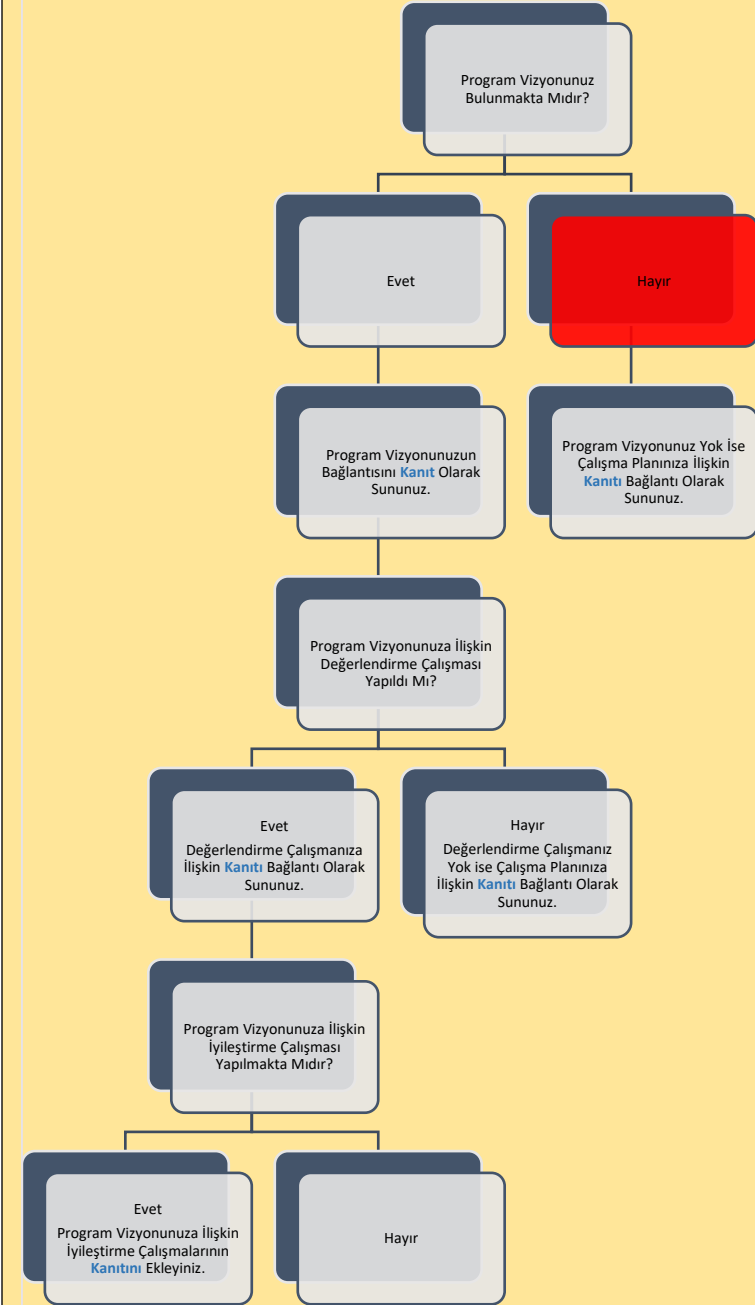 Program Vizyonunuz
Bulunmakta Mıdır?
Evet
Hayır
Program Vizyonunuzun
Bağlantısını Kanıt Olarak
Sununuz.
Program Vizyonunuz Yok İse
Çalışma Planınıza İlişkin
Kanıtı Bağlantı Olarak
Sununuz.
Program Vizyonunuza İlişkin
Değerlendirme Çalışması
Yapıldı Mı?
Evet
Değerlendirme Çalışmanıza
İlişkin Kanıtı Bağlantı Olarak
Sununuz.
Hayır
Değerlendirme Çalışmanız
Yok ise Çalışma Planınıza
İlişkin Kanıtı Bağlantı Olarak
Sununuz.
Program Vizyonunuza İlişkin
İyileştirme Çalışması
Yapılmakta Mıdır?
Evet
Program Vizyonunuza İlişkin
İyileştirme Çalışmalarının
Kanıtını Ekleyiniz.
Hayır